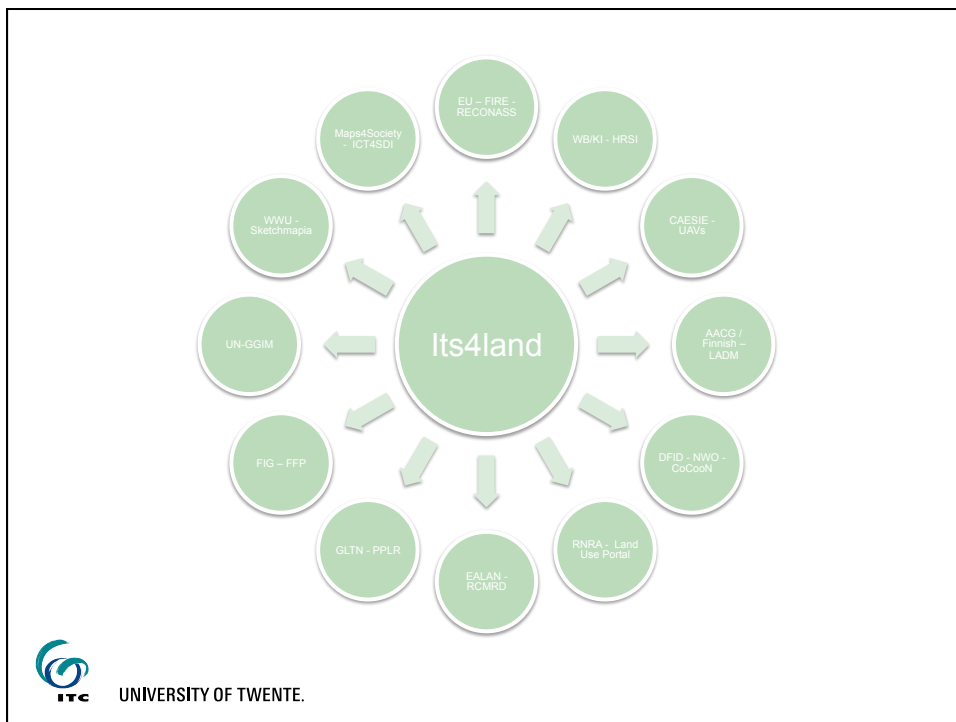 EU – FIRE -
RECONASS
WB/KI - HRSI
CAESIE -
UAVs
AACG /
Finnish –
LADM
DFID - NWO -
CoCooN
RNRA - Land
Use Portal
EALAN -
RCMRD
GLTN - PPLR
FIG – FFP
UN-GGIM
WWU -
Sketchmapia
Maps4Society
- ICT4SDI
Its4land
ITC
UNIVERSITY OF TWENTE.